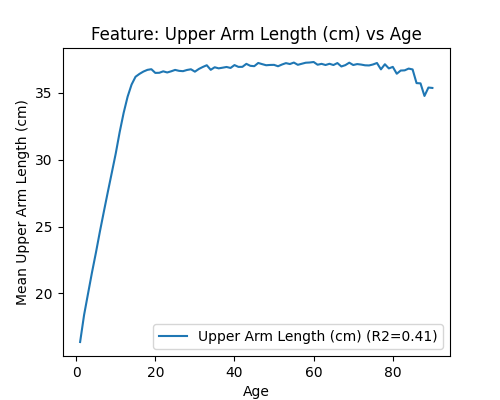 Feature: Upper Arm Length (cm) vs Age
Mean Upper Arm Length (cm)
35
30
25
20
Upper Arm Length (cm) (R2=0.41)
0 20 40 60 80
Age